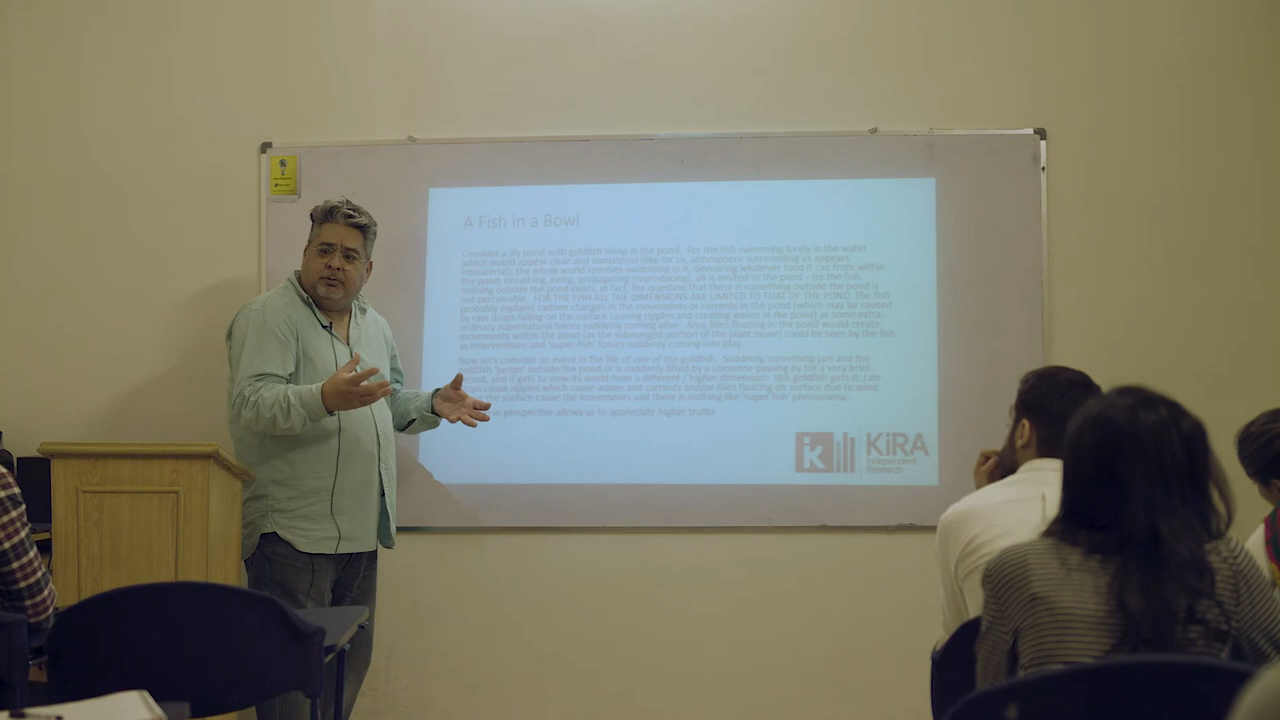 A Fish in a Bowl
Consider a lily pond with goldfish living in the pond. For the fish swimming freely in the water
which would appear clear and immaterial (like for us, atmosphere surrounding us appears
immaterial), the whole world revolves swimming in it, devouring whatever food it can from within
the pond, breathing, living, propagating (reproducing), all is limited to the pond - for the fish,
nothing outside the pond exists, in fact, the question that there is something outside the pond is
not perceivable. FOR THE FISH ALL THE DIMENSIONS ARE LIMITED TO THAT OF THE POND. The fish
probably explains sudden changes in the movements or currents in the pond (which may be caused
by rain drops falling on the surface causing ripples and creating waves in the pond) as some extra-
ordinary supernatural forces suddenly coming alive. Also, lilies floating in the pond would create
movements within the pond (as the submerged portion of the plant move) could be seen by the fish
as interventions and 'super-fish' forces suddenly coming into play.
Now let's consider an event in the life of one of the goldfish. Suddenly, something jars and the
goldfish 'jumps' outside the pond or is suddenly lifted by a someone passing by for a very brief
and it gets to view its world from a different / higher dimension. This goldfish gets it: rain
cause ripples which cause waves and currents and/or lilies floating on surface due to wind
the surface cause the movements and there is nothing like 'super fish' phenomena.
in perspective allows us to appreciate higher truths
ik
KiRA
Independent
Research